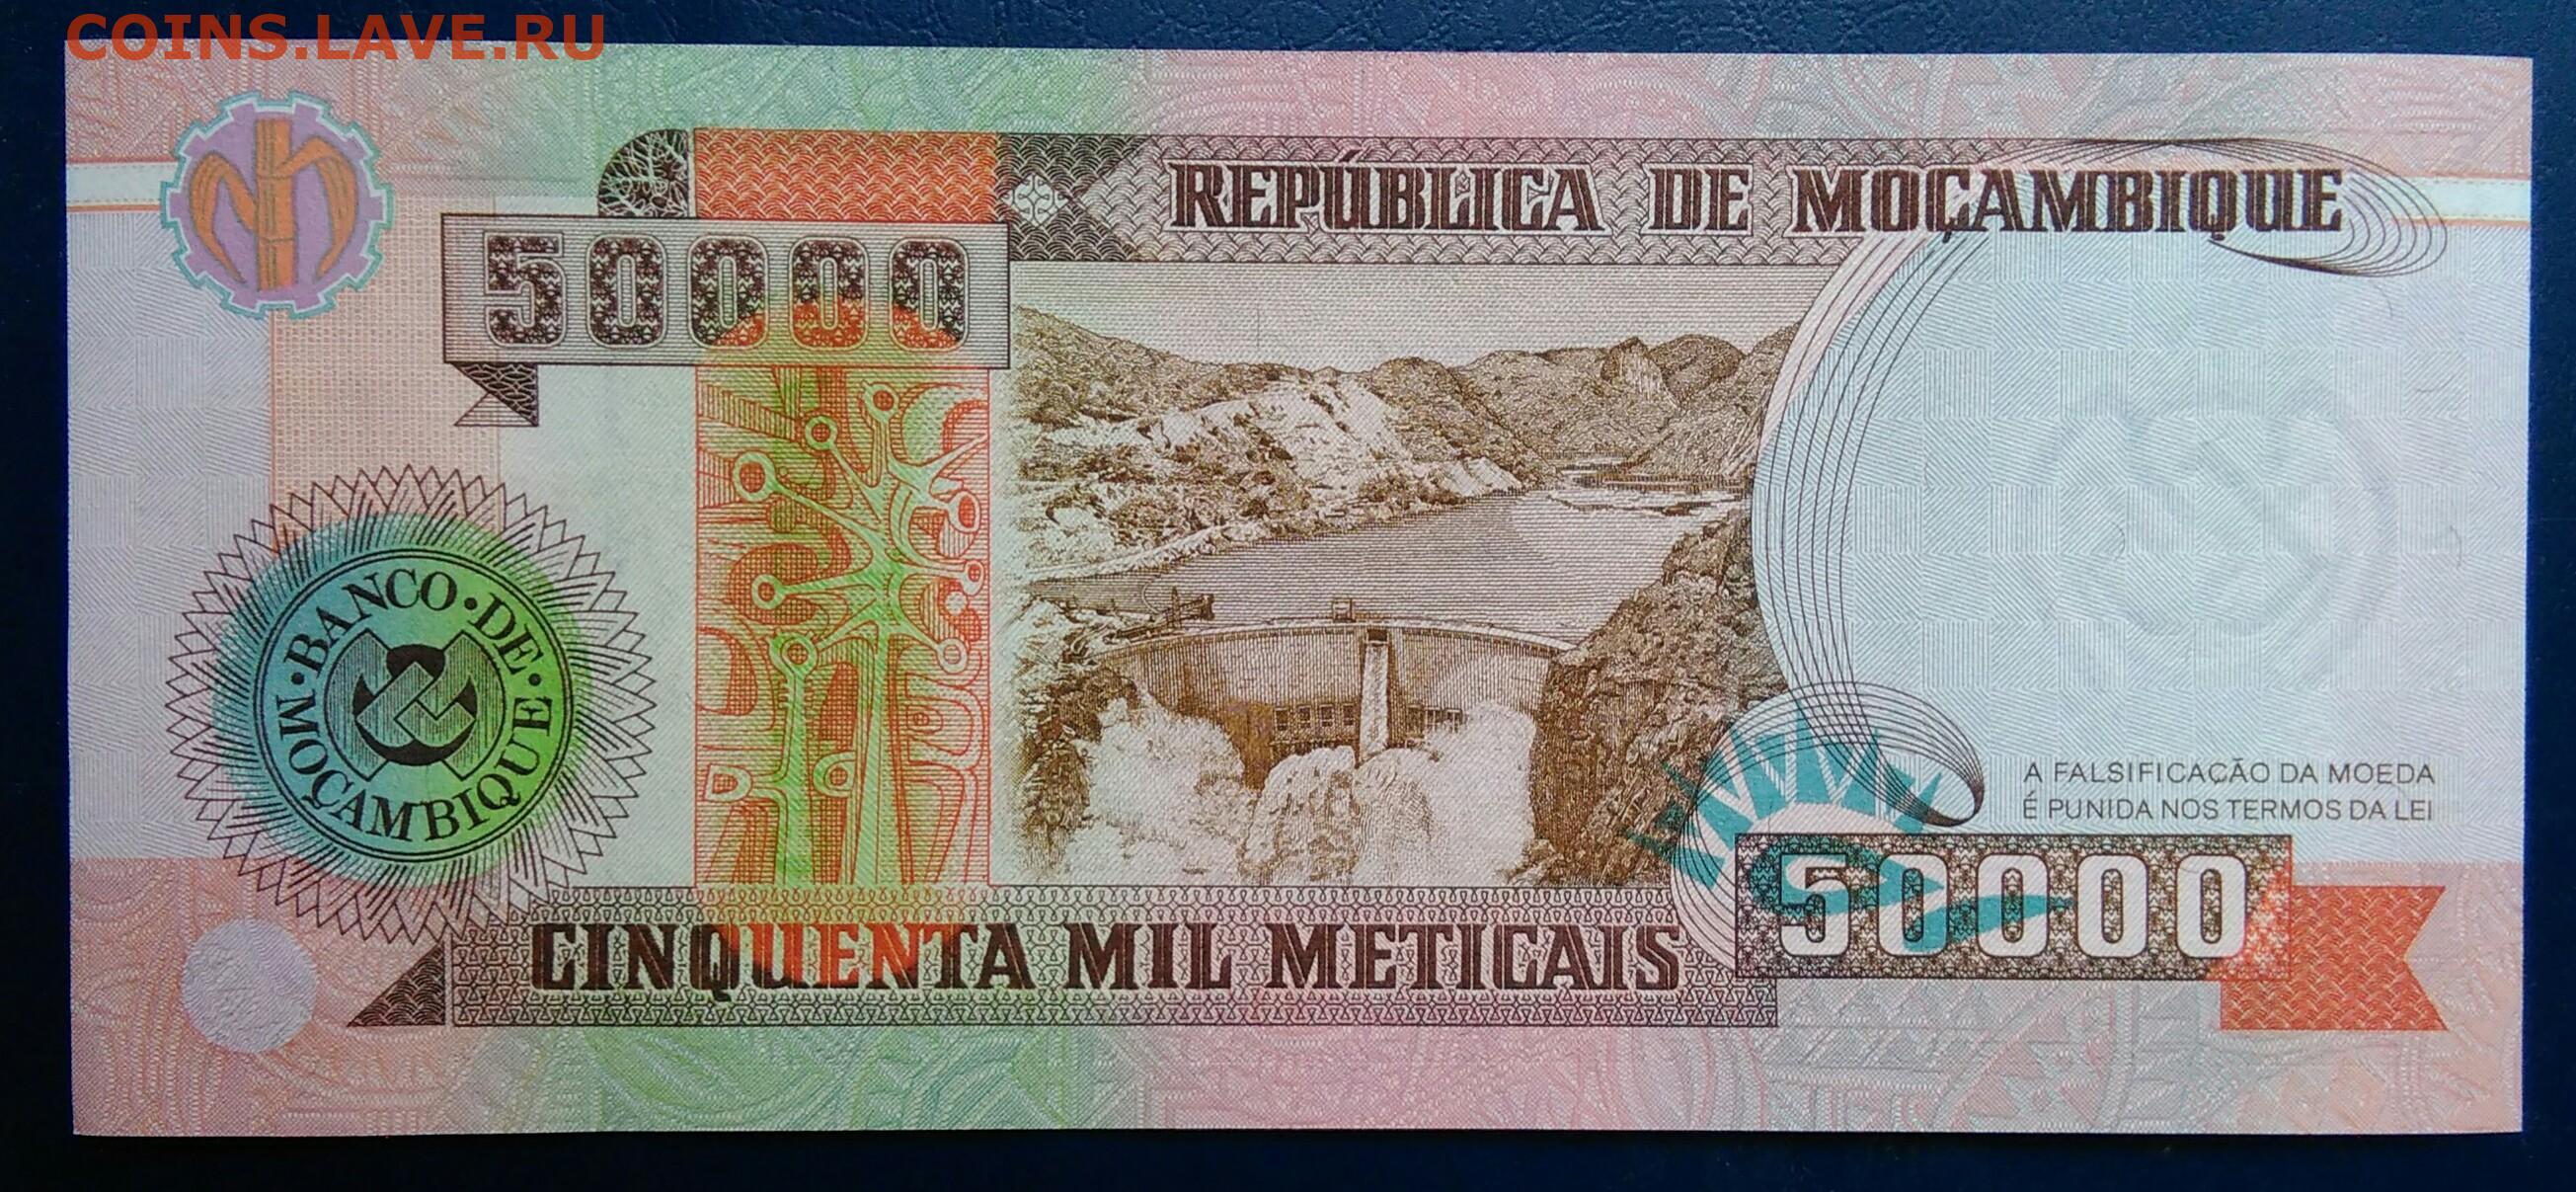 COINS.LAVE.RU
REPÚBLICA DE MOÇAMBIQUE
50000
BANCO • DE •
• MOÇAMBIQUE
A FALSIFICAÇÃO DA MOEDA
É PUNIDA NOS TERMOS DA LEI
50000
CINQUENTA MIL METICAIS